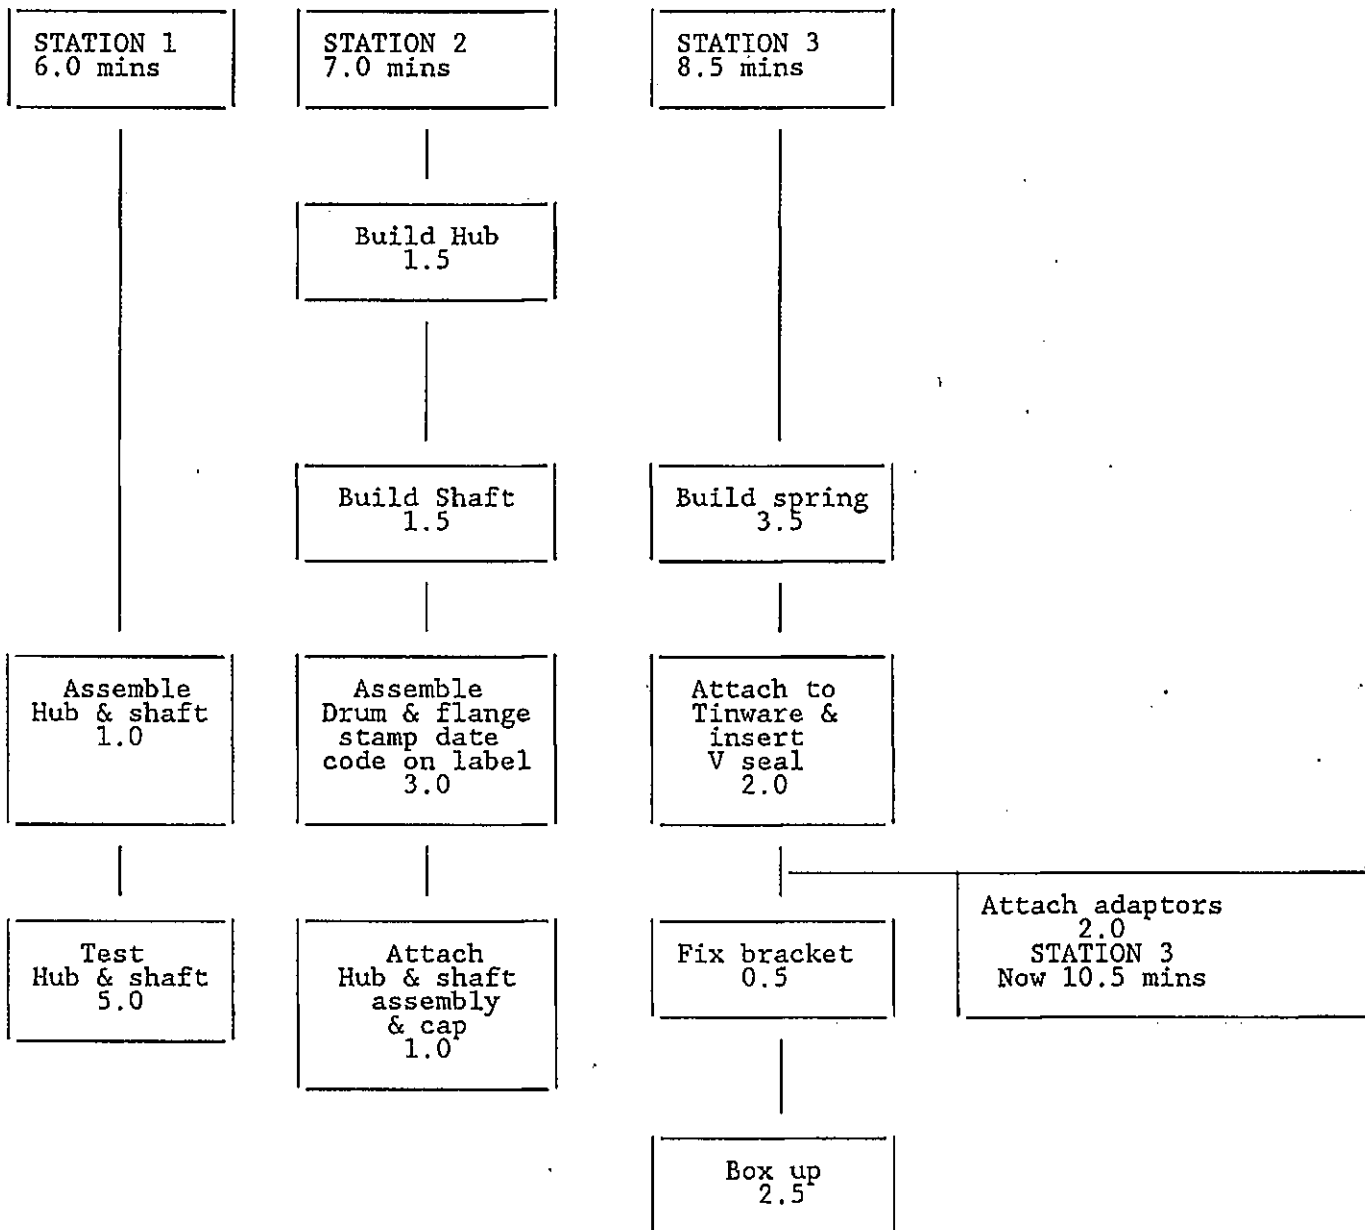 STATION 1
6.0 mins
STATION 2
7.0 mins
STATION 3
8.5 mins
Build Hub
1.5
Build Shaft
1.5
Build spring
3.5
Assemble
Hub & shaft
1.0
Assemble
Drum & flange
stamp date
code on label
3.0
Attach to
Tinware &
insert
V seal
2.0
Attach adaptors
2.0
STATION 3
Now 10.5 mins
Test
Hub & shaft
5.0
Attach
Hub & shaft
assembly
& cap
1.0
Fix bracket
0.5
Box up
2.5